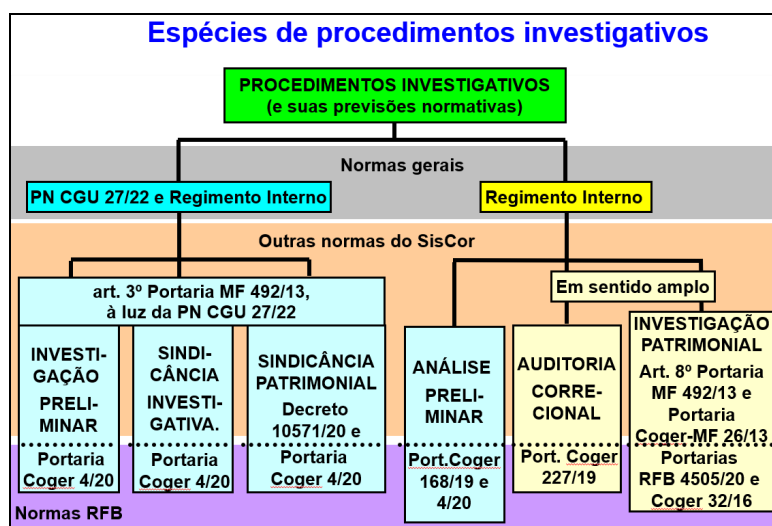 Espécies de procedimentos investigativos
PROCEDIMENTOS INVESTIGATIVOS
(e suas previsões normativas)
Normas gerais
PN CGU 27/22 e Regimento Interno
Regimento Interno
Outras normas do SisCor
Em sentido amplo
art. 3º Portaria MF 492/13,
à luz da PN CGU 27/22
INVESTI-
GAÇÃO
PRELI-
MINAR
Portaria
Coger 4/20
SINDI-
CÂNCIA
INVESTI-
GATIVA.
Portaria
Coger 4/20
SINDICÂNCIA
PATRIMONIAL
Decreto
10571/20 e
Portaria
Coger 4/20
ANÁLISE
PRELI-
MINAR
Port.Coger
168/19 e
4/20
AUDITORIA
CORRE-
CIONAL
Port. Coger
227/19
INVESTIGAÇÃO
PATRIMONIAL
Art. 8º Portaria
MF 492/13 e
Portaria
Coger-MF 26/13
Portarias
RFB 4505/20 e
Coger 32/16
Normas RFB